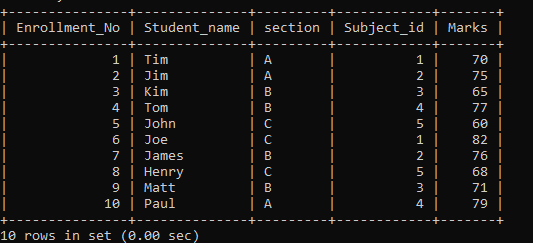 +---------------+--------------+---------+------------+-------+
| Enrollment_No | Student_name | section | Subject_id | Marks |
+---------------+--------------+---------+------------+-------+
| 1 | Tim | A | 1 | 70 |
| 2 | Jim | A | 2 | 75 |
| 3 | Kim | B | 3 | 65 |
| 4 | Tom | B | 4 | 77 |
| 5 | John | C | 5 | 60 |
| 6 | Joe | C | 1 | 82 |
| 7 | James | B | 2 | 76 |
| 8 | Henry | C | 5 | 68 |
| 9 | Matt | B | 3 | 71 |
| 10 | Paul | A | 4 | 79 |
+---------------+--------------+---------+------------+-------+
10 rows in set (0.00 sec)